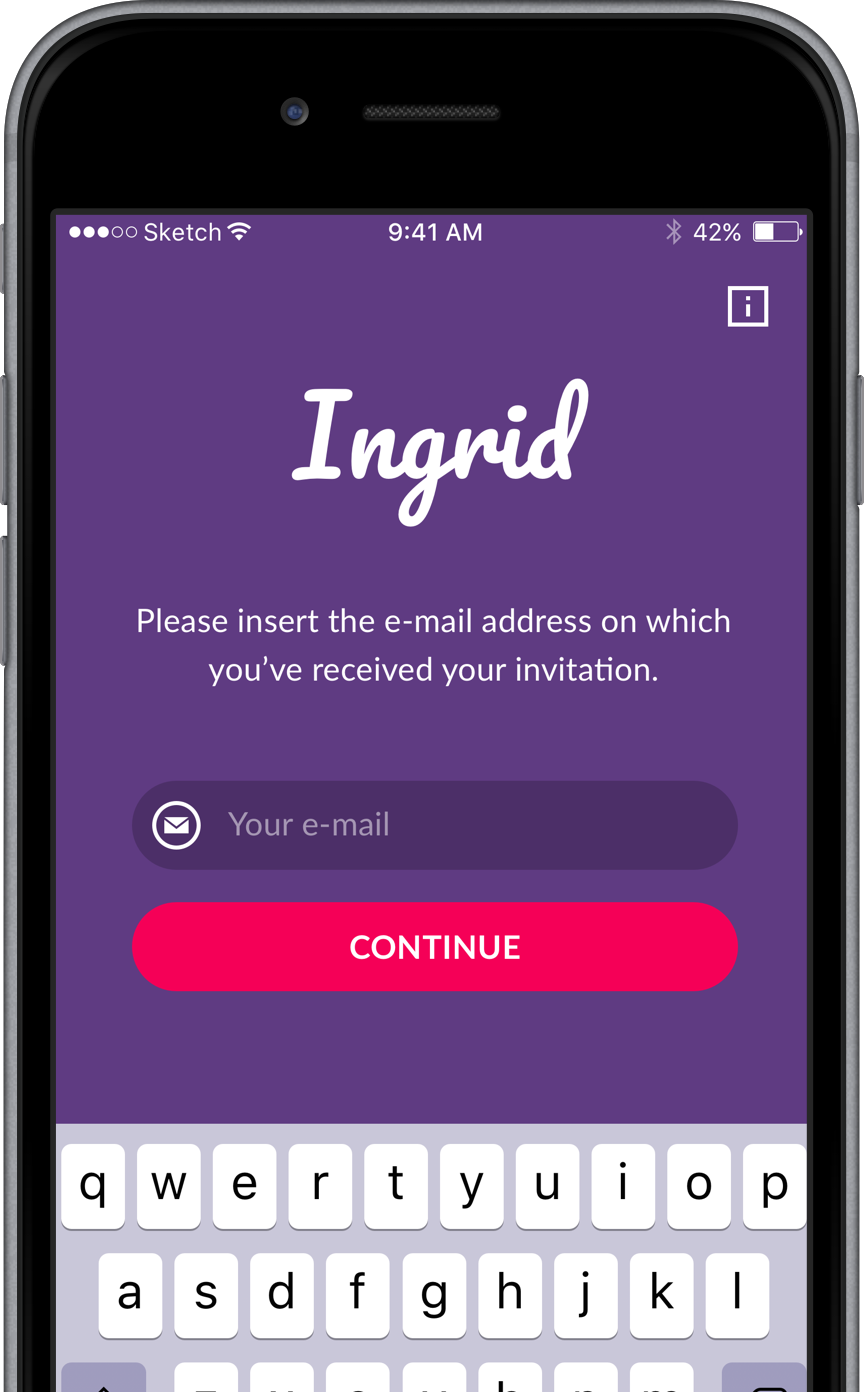 Sketch 9:41 AM 42%
i
Ingrid
Please insert the e-mail address on which
you’ve received your invitation.
Your e-mail
CONTINUE
q w e r t y u i o p
a s d f g h j k l